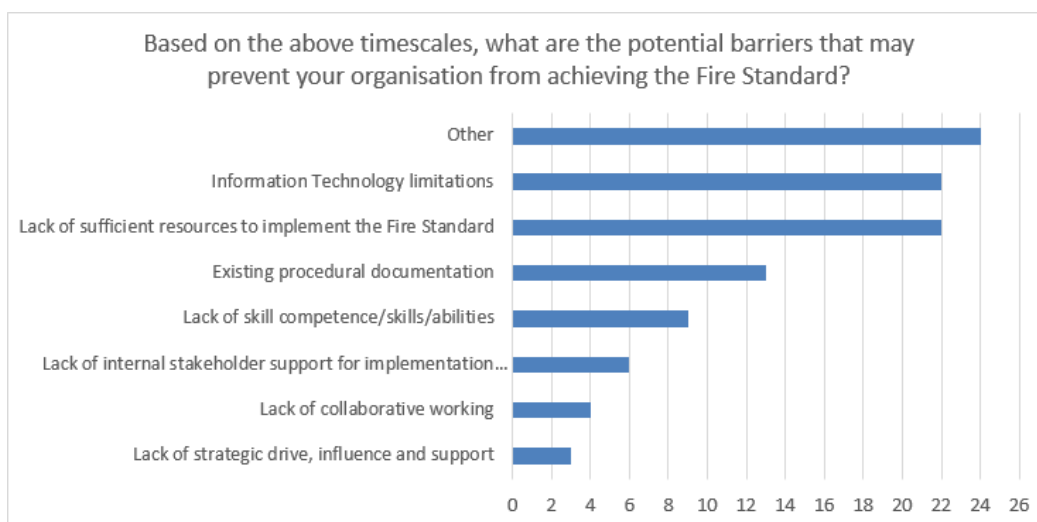 Based on the above timescales, what are the potential barriers that may
prevent your organisation from achieving the Fire Standard?
Other
Information Technology limitations
Lack of sufficient resources to implement the Fire Standard
Existing procedural documentation
Lack of skill competence/skills/abilities
Lack of internal stakeholder support for implementation...
Lack of collaborative working
Lack of strategic drive, influence and support
0 2 4 6 8 10 12 14 16 18 20 22 24 26